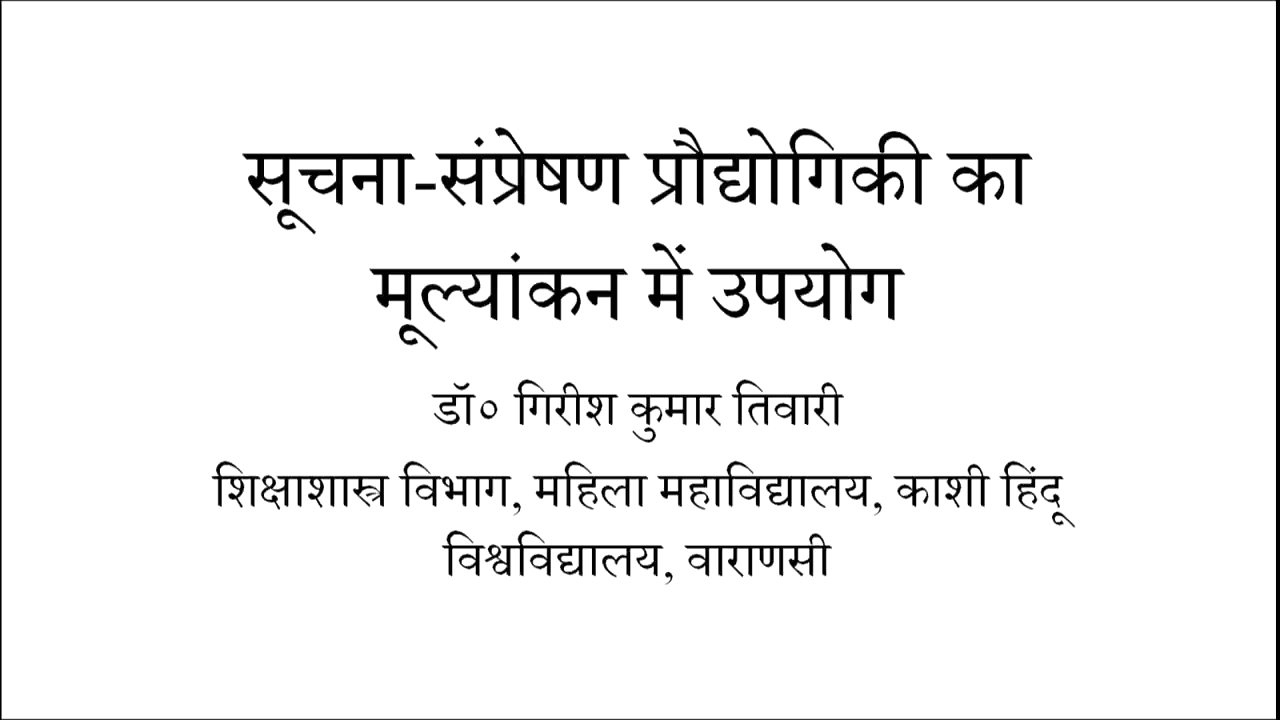 सूचना-संप्रेषण प्रौद्योगिकी का
मूल्यांकन में उपयोग
डॉ० गिरीश कुमार तिवारी
शिक्षाशास्त्र विभाग, महिला महाविद्यालय, काशी हिंदू
विश्वविद्यालय, वाराणसी